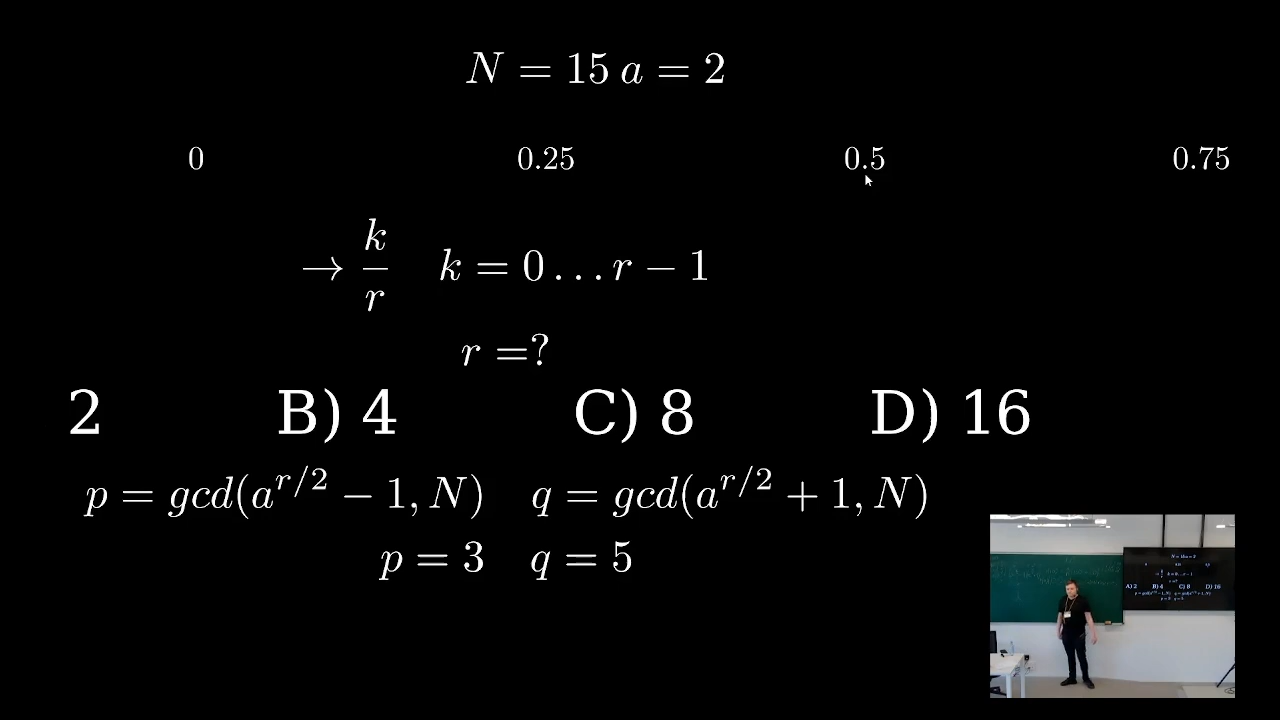 N = 15 a = 2
0 0.25 0.5 0.75
→ k/r k = 0 … r − 1
r =?
2 B) 4 C) 8 D) 16
p = gcd(a^{r/2} − 1, N) q = gcd(a^{r/2} + 1, N)
p = 3 q = 5